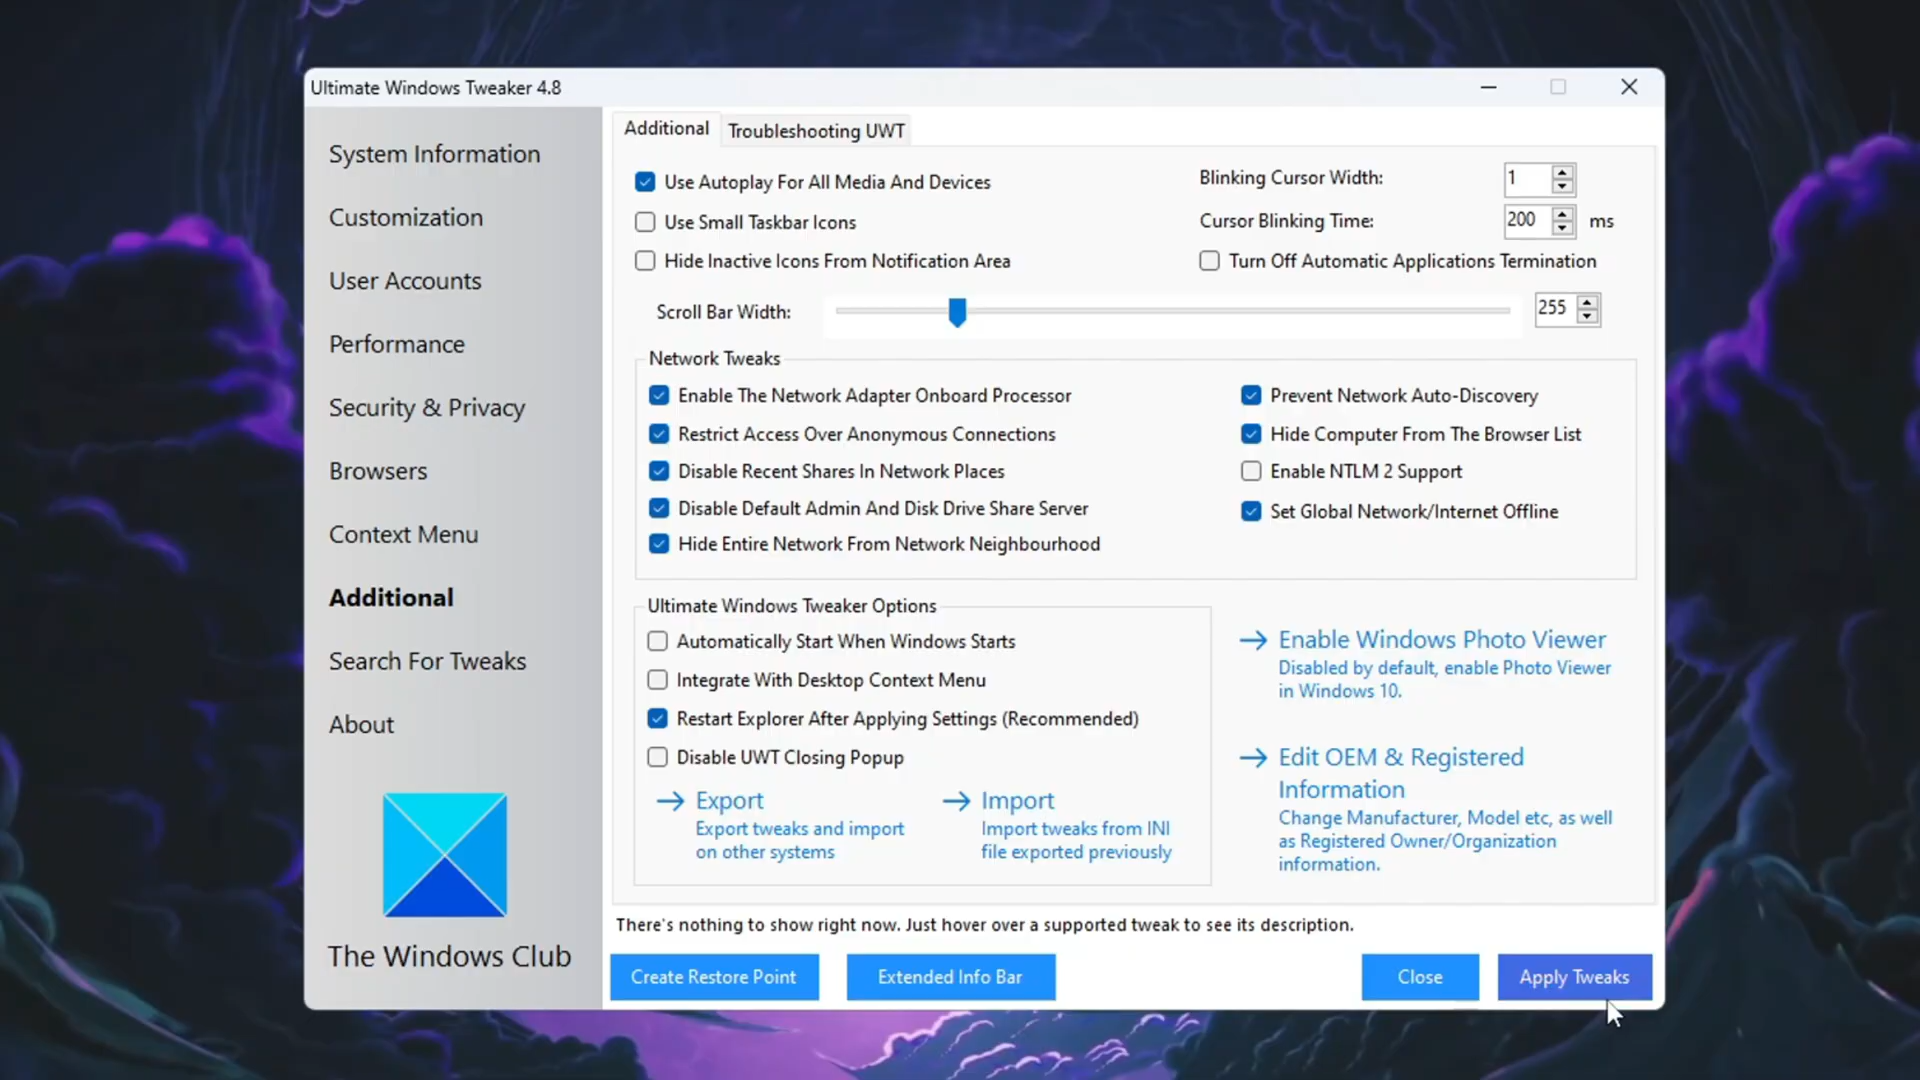 Ultimate Windows Tweaker 4.8
System Information
Customization
User Accounts
Performance
Security & Privacy
Browsers
Context Menu
Additional
Search For Tweaks
About
The Windows Club
Additional
Troubleshooting UWT
Use Autoplay For All Media And Devices
Use Small Taskbar Icons
Hide Inactive Icons From Notification Area
Blinking Cursor Width:
1
Cursor Blinking Time:
200
ms
Turn Off Automatic Applications Termination
Scroll Bar Width:
255
Network Tweaks
Enable The Network Adapter Onboard Processor
Restrict Access Over Anonymous Connections
Disable Recent Shares In Network Places
Disable Default Admin And Disk Drive Share Server
Hide Entire Network From Network Neighbourhood
Prevent Network Auto-Discovery
Hide Computer From The Browser List
Enable NTLM 2 Support
Set Global Network/Internet Offline
Ultimate Windows Tweaker Options
Automatically Start When Windows Starts
Integrate With Desktop Context Menu
Restart Explorer After Applying Settings (Recommended)
Disable UWT Closing Popup
Export
Export tweaks and import
on other systems
Import
Import tweaks from INI
file exported previously
Enable Windows Photo Viewer
Disabled by default, enable Photo Viewer
in Windows 10.
Edit OEM & Registered
Information
Change Manufacturer, Model etc, as well
as Registered Owner/Organization
information.
There's nothing to show right now. Just hover over a supported tweak to see its description.
Create Restore Point
Extended Info Bar
Close
Apply Tweaks